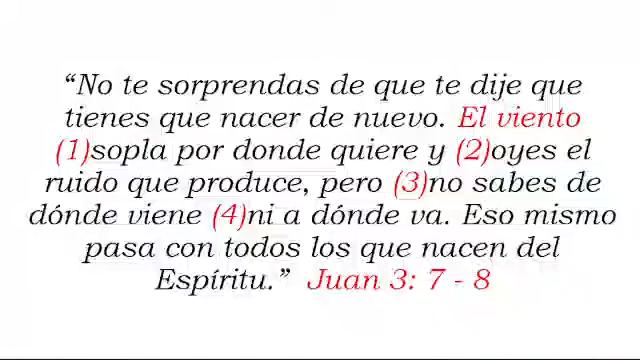 “No te sorprendas de que te dije que
tienes que nacer de nuevo. El viento
(1)sopla por donde quiere y (2)oyes el
ruido que produce, pero (3)no sabes de
dónde viene (4)ni a dónde va. Eso mismo
pasa con todos los que nacen del
Espíritu.” Juan 3: 7 - 8